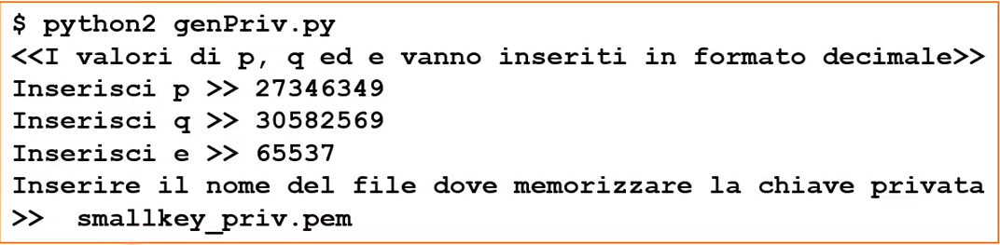 $ python2 genPriv.py
<<I valori di p, q ed e vanno inseriti in formato decimale>>
Inserisci p >> 27346349
Inserisci q >> 30582569
Inserisci e >> 65537
Inserire il nome del file dove memorizzare la chiave privata
>>  smallkey_priv.pem